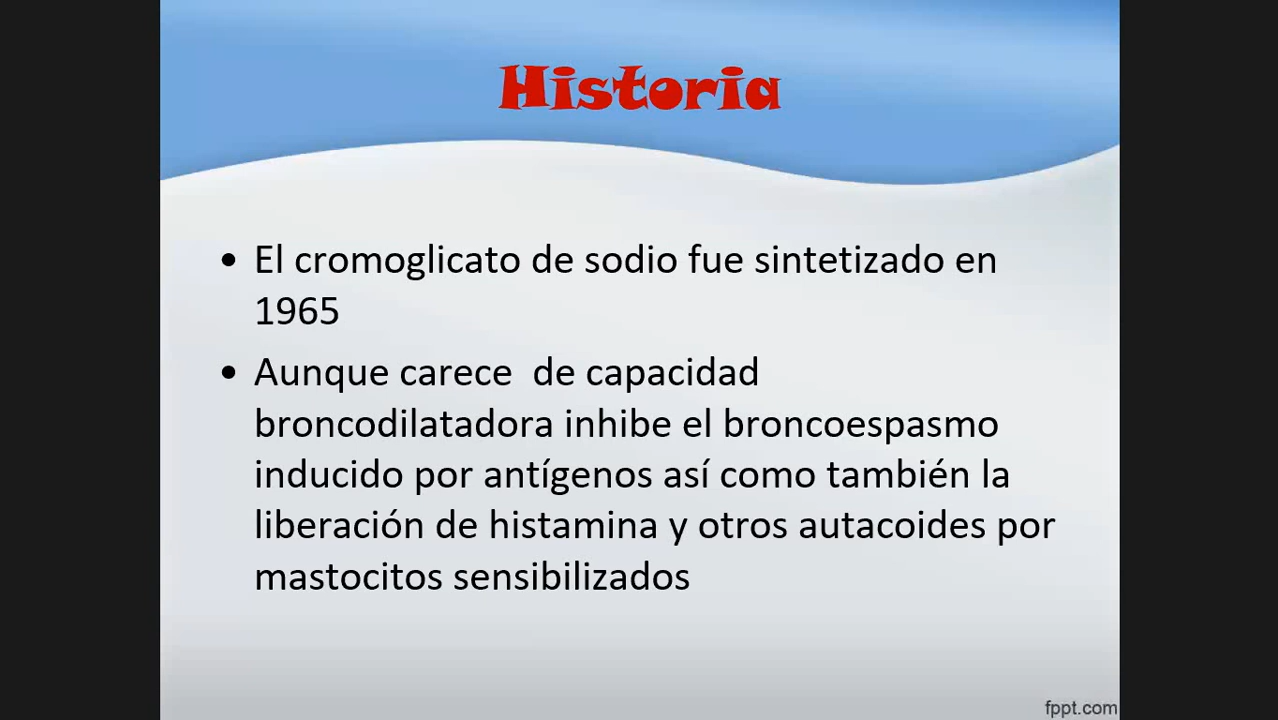 Historia
• El cromoglicato de sodio fue sintetizado en
1965
• Aunque carece  de capacidad
broncodilatadora inhibe el broncoespasmo
inducido por antígenos así como también la
liberación de histamina y otros autacoides por
mastocitos sensibilizados
fppt.com